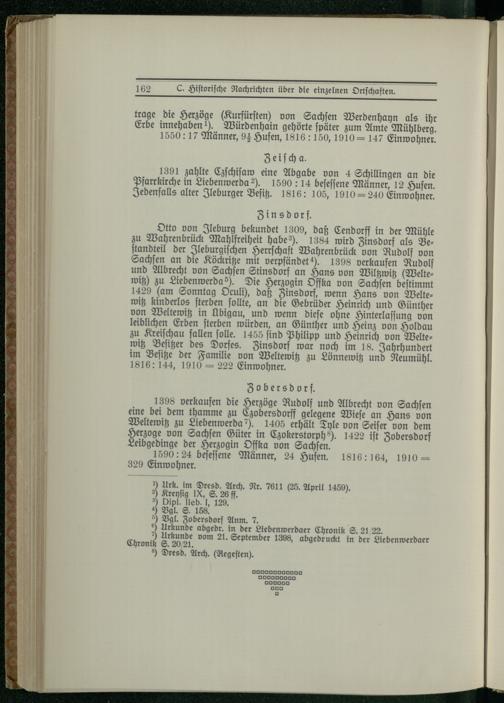 162 C. Historische Nachrichten über die einzelnen Ortschaften.
trage die Herzöge (Kurfürsten) von Sachsen Werdenhayn als ihr
Erbe innehaben¹). Würdenhain gehörte später zum Amte Mühlberg.
1550: 17 Männer, 9½ Hufen, 1816: 150, 1910 = 147 Einwohner.
Zeischa.
1391 zahlte Czschisaw eine Abgabe von 4 Schillingen an die
Pfarrkirche in Liebenwerda²). 1590: 14 besessene Männer, 12 Hufen.
Jedenfalls alter Ileburger Besitz. 1816: 105, 1910 = 240 Einwohner.
Zinsdorf.
Otto von Ileburg bekundet 1309, daß Cendorff in der Mühle
zu Wahrenbrück Mahlfreiheit habe³). 1384 wird Zinsdorf als Be-
standteil der Ileburgischen Herrschaft Wahrenbrück von Rudolf von
Sachsen an die Köckritze mit verpfändet⁴). 1398 verkaufen Rudolf
und Albrecht von Sachsen Stinsdorf an Hans von Wiltzwitz (Welte-
witz) zu Liebenwerda⁵). Die Herzogin Offka von Sachsen bestimmt
1429 (am Sonntag Oculi), daß Zinsdorf, wenn Hans von Welte-
witz kinderlos sterben sollte, an die Gebrüder Heinrich und Günther
von Weltewitz in Ubigau, und wenn diese ohne Hinterlassung von
leiblichen Erben sterben würden, an Günther und Heinz von Holdau
zu Kreischau fallen solle. 1455 sind Philipp und Heinrich von Welte-
witz Besitzer des Dorfes. Zinsdorf war noch im 18. Jahrhundert
im Besitze der Familie von Weltewitz zu Lönnewitz und Neumühl.
1816: 144, 1910 = 222 Einwohner.
Zobersdorf.
1398 verkaufen die Herzöge Rudolf und Albrecht von Sachsen
eine bei dem thamme zu Czobersdorff gelegene Wiese an Hans von
Weltewitz zu Liebenwerda⁷). 1405 erhält Tyle von Seiser von dem
Herzoge von Sachsen Güter in Czokerstorph⁸). 1422 ist Zobersdorf
Leibgedinge der Herzogin Offka von Sachsen.
1590: 24 besessene Männer, 24 Hufen. 1816: 164, 1910 =
329 Einwohner.
¹) Urk. im Dresd. Arch. Nr. 7611 (25. April 1459).
²) Kreysig IX, S. 26 ff.
³) Dipl. Ileb. I, 129.
⁴) Vgl. S. 158.
⁵) Vgl. Zobersdorf Anm. 7.
⁶) Urkunde abgedr. in der Liebenwerdaer Chronik S. 21/22.
⁷) Urkunde vom 21. September 1398, abgedruckt in der Liebenwerdaer
Chronik S. 20/21.
⁸) Dresd. Arch. (Regesten).